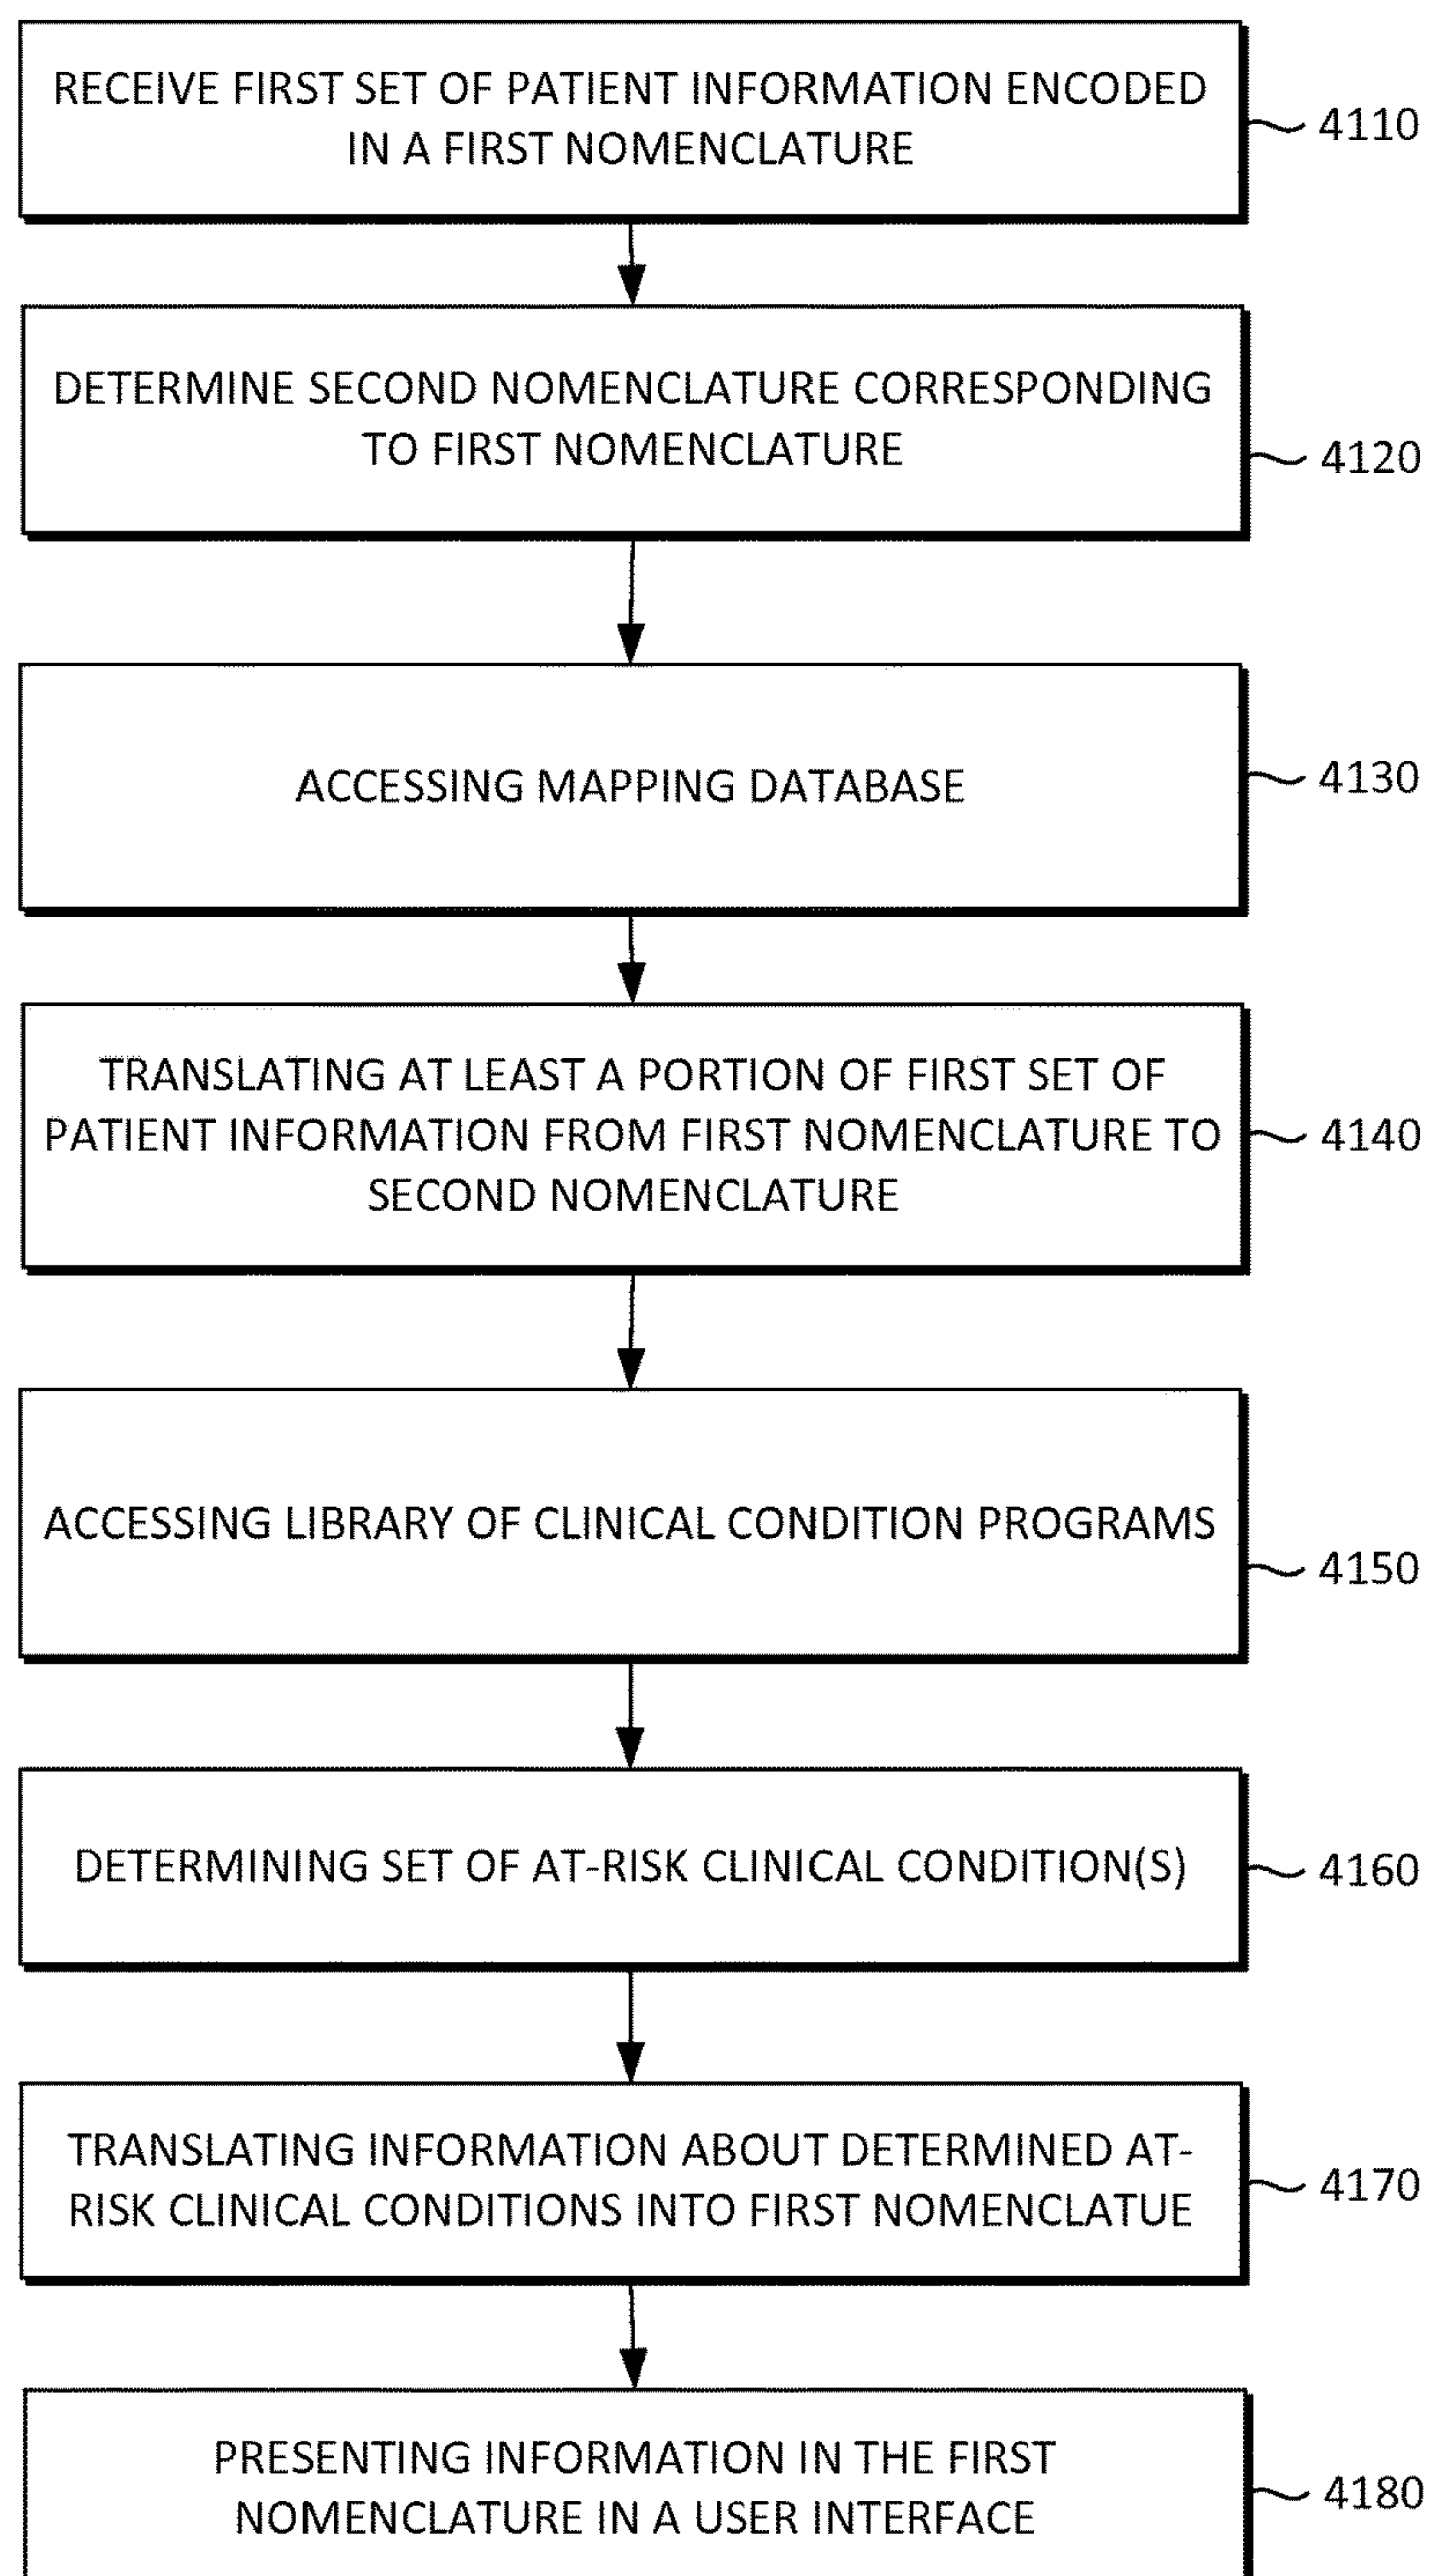 RECEIVE FIRST SET OF PATIENT INFORMATION ENCODED
IN A FIRST NOMENCLATURE
4110
DETERMINE SECOND NOMENCLATURE CORRESPONDING
TO FIRST NOMENCLATURE
4120
ACCESSING MAPPING DATABASE
4130
TRANSLATING AT LEAST A PORTION OF FIRST SET OF
PATIENT INFORMATION FROM FIRST NOMENCLATURE TO
SECOND NOMENCLATURE
4140
ACCESSING LIBRARY OF CLINICAL CONDITION PROGRAMS
4150
DETERMINING SET OF AT-RISK CLINICAL CONDITION(S)
4160
TRANSLATING INFORMATION ABOUT DETERMINED AT-
RISK CLINICAL CONDITIONS INTO FIRST NOMENCLATUE
4170
PRESENTING INFORMATION IN THE FIRST
NOMENCLATURE IN A USER INTERFACE
4180